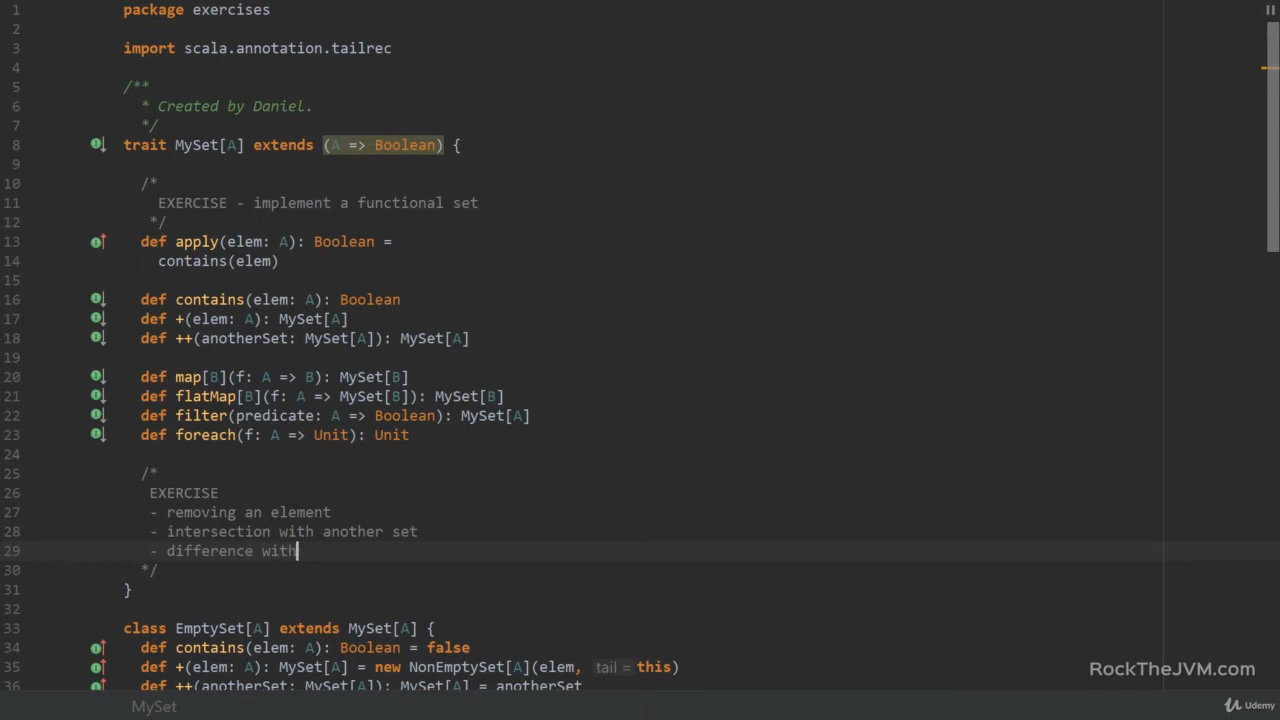 1 package exercises
2
3 import scala.annotation.tailrec
4
5 /**
6 * Created by Daniel.
7 */
8 trait MySet[A] extends (A => Boolean) {
9
10 /*
11 EXERCISE - implement a functional set
12 */
13 def apply(elem: A): Boolean =
14 contains(elem)
15
16 def contains(elem: A): Boolean
17 def +(elem: A): MySet[A]
18 def ++(anotherSet: MySet[A]): MySet[A]
19
20 def map[B](f: A => B): MySet[B]
21 def flatMap[B](f: A => MySet[B]): MySet[B]
22 def filter(predicate: A => Boolean): MySet[A]
23 def foreach(f: A => Unit): Unit
24
25 /*
26 EXERCISE
27 - removing an element
28 - intersection with another set
29 - difference with
30 */
31 }
32
33 class EmptySet[A] extends MySet[A] {
34 def contains(elem: A): Boolean = false
35 def +(elem: A): MySet[A] = new NonEmptySet[A](elem, tail = this)
36 def ++(anotherSet: MySet[A]): MySet[A] = anotherSet
RockTheJVM.com
MySet
Udemy